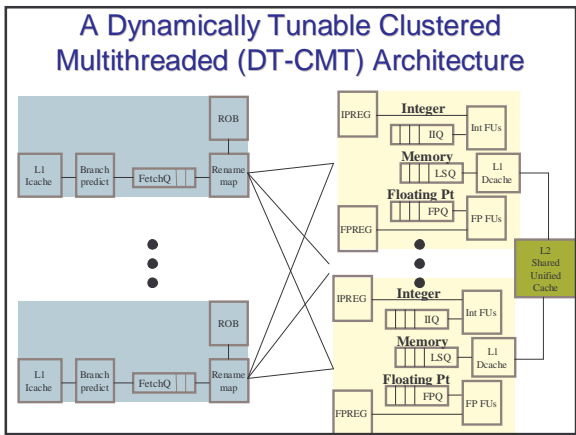 A Dynamically Tunable Clustered
Multithreaded (DT-CMT) Architecture
ROB
L1
Icache
Branch
predict
FetchQ
Rename
map
IPREG
Integer
IIQ
Int FUs
Memory
LSQ
L1
Dcache
Floating Pt
FPQ
FPREG
FP FUs
L2
Shared
Unified
Cache
ROB
L1
Icache
Branch
predict
FetchQ
Rename
map
IPREG
Integer
IIQ
Int FUs
Memory
LSQ
L1
Dcache
Floating Pt
FPQ
FPREG
FP FUs